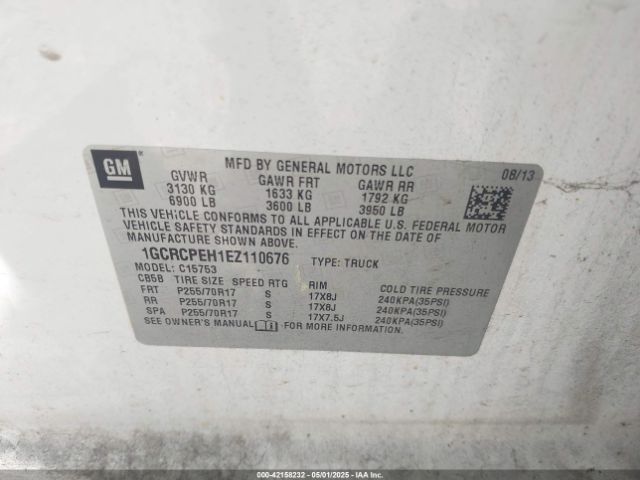 GM
MFD BY GENERAL MOTORS LLC
08/13
GVWR GAWR FRT GAWR RR
3130 KG 1633 KG 1792 KG
6900 LB 3600 LB 3950 LB
THIS VEHICLE CONFORMS TO ALL APPLICABLE U.S. FEDERAL MOTOR
VEHICLE SAFETY STANDARDS IN EFFECT ON THE DATE OF
MANUFACTURE SHOWN ABOVE.
1GCRCPEH1EZ110676 TYPE: TRUCK
MODEL: C15753
CB5B TIRE SIZE SPEED RTG RIM COLD TIRE PRESSURE
FRT P255/70R17 S 17X8J 240KPA(35PSI)
RR P255/70R17 S 17X8J 240KPA(35PSI)
SPA P255/70R17 S 17X7.5J 240KPA(35PSI)
SEE OWNER'S MANUAL FOR MORE INFORMATION.
000-42158232 - 05/01/2025 - IAA Inc.